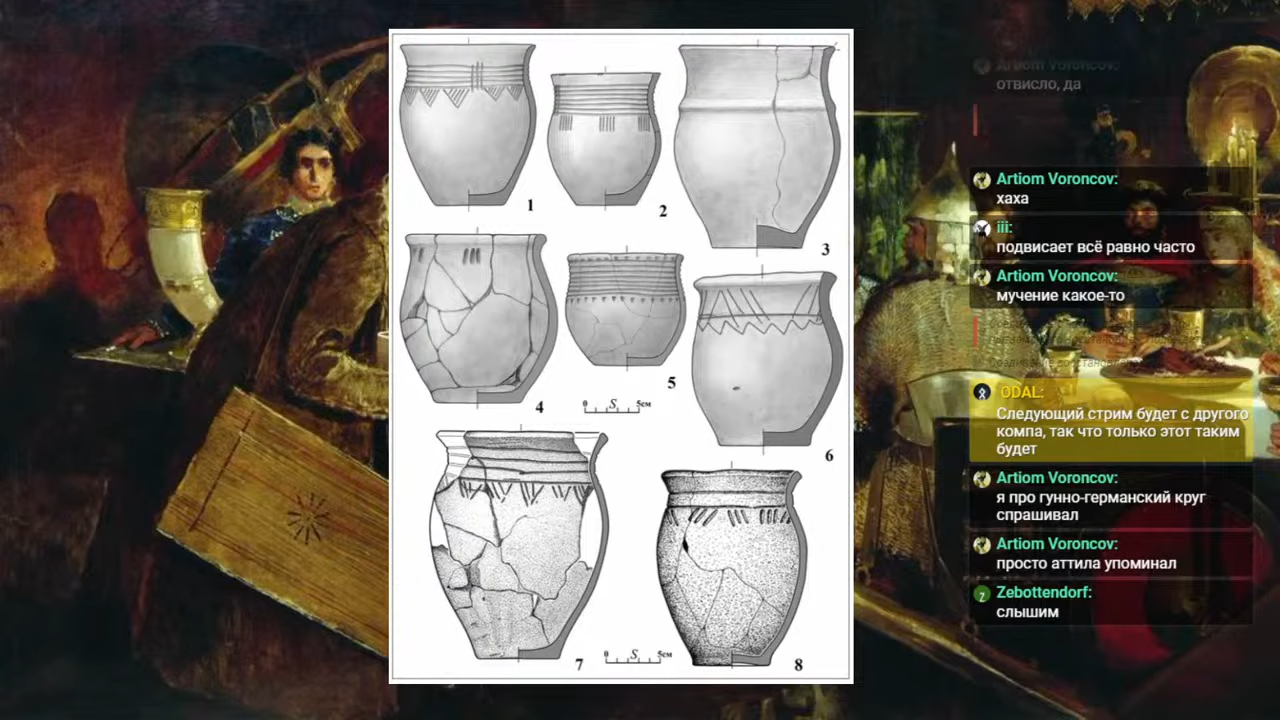 1
2
3
4
5
0 S 5см
6
7
0 S 5см
8
Artiom Voroncov:
отвисло, да
Artiom Voroncov:
хаха
iii:
подвисает всё равно часто
Artiom Voroncov:
мучение какое-то
ODAL:
Следующий стрим будет с другого
компа, так что только этот таким
будет
Artiom Voroncov:
я про гунно-германский круг
спрашивал
Artiom Voroncov:
просто аттила упоминал
Zebottendorf:
слышим